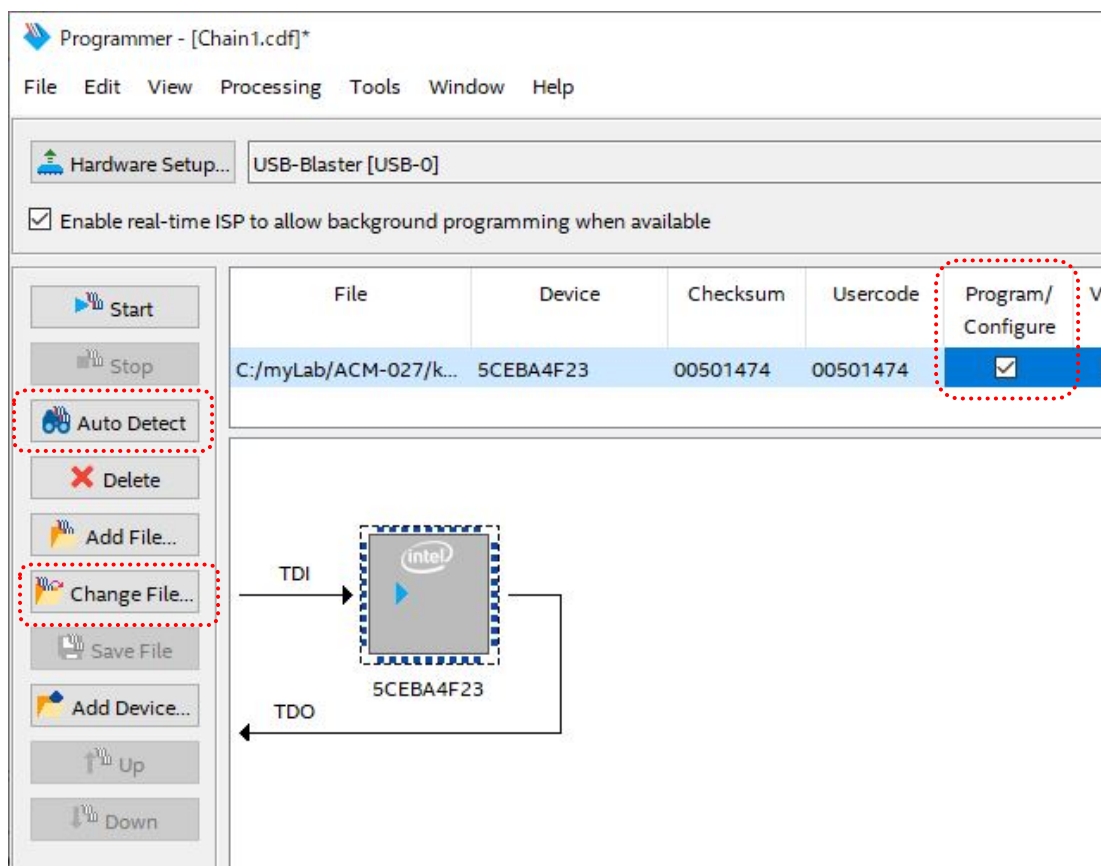 Programmer - [Chain1.cdf]*
File Edit View Processing Tools Window Help
Hardware Setup... USB-Blaster [USB-0]
Enable real-time ISP to allow background programming when available
Start
Stop
Auto Detect
Delete
Add File...
Change File...
Save File
Add Device...
Up
Down
File Device Checksum Usercode Program/
Configure V
C:/myLab/ACM-027/k... 5CEBA4F23 00501474 00501474
intel
TDI
5CEBA4F23
TDO